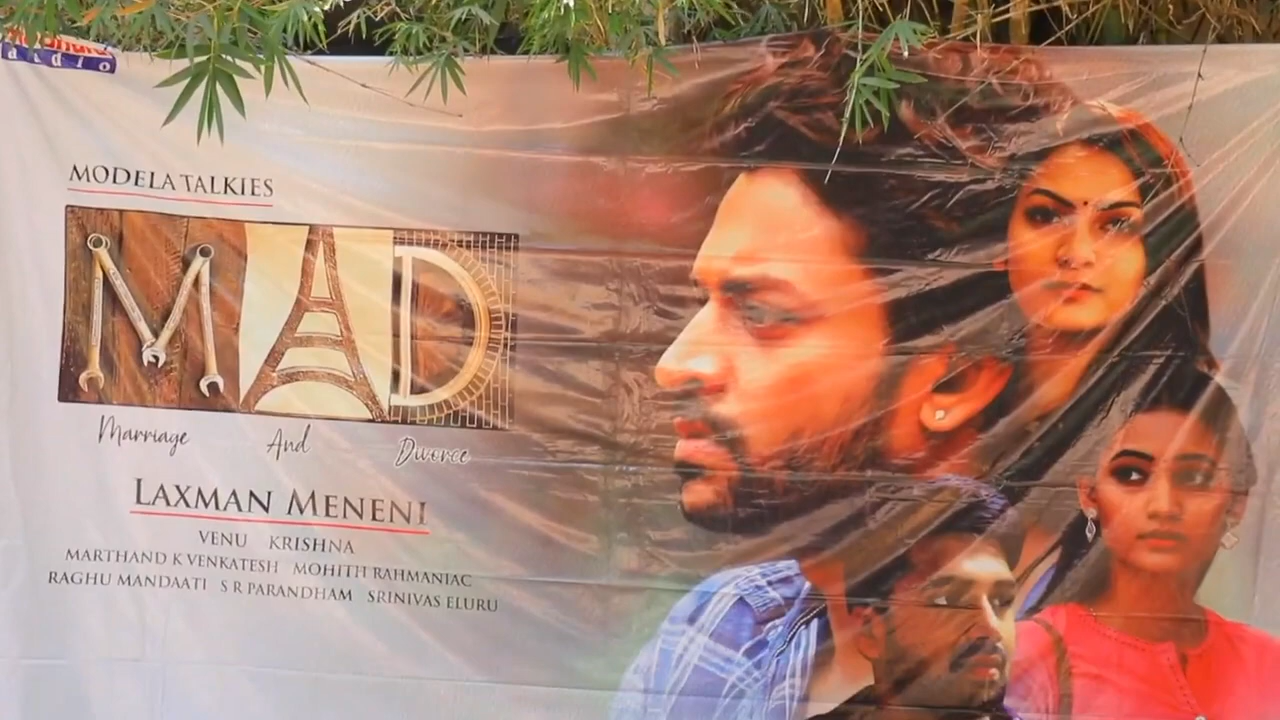 studio
MODELA TALKIES
MAD
Marriage And Divorce
LAXMAN MENENI
VENU KRISHNA
MARTHAND K VENKATESH MOHITH RAHMANIAC
RAGHU MANDAATI S R PARANDHAM SRINIVAS ELURU